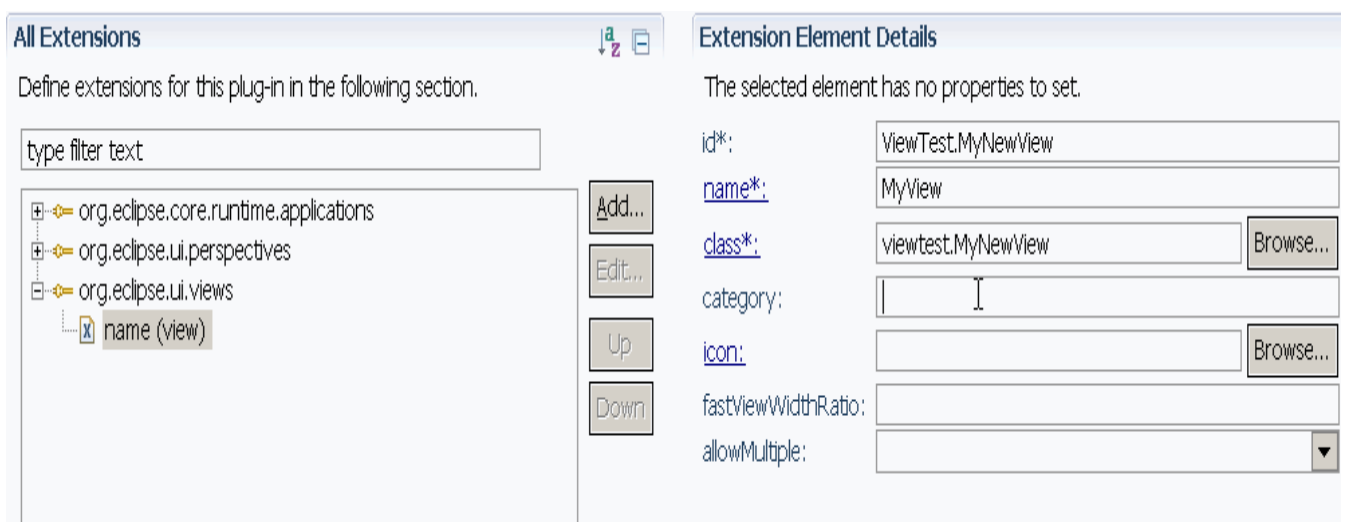 All Extensions
Define extensions for this plug-in in the following section.
type filter text
org.eclipse.core.runtime.applications
org.eclipse.ui.perspectives
org.eclipse.ui.views
name (view)
Add...
Edit...
Up
Down
Extension Element Details
The selected element has no properties to set.
id*: ViewTest.MyNewView
name*: MyView
class*: viewtest.MyNewView Browse...
category:
icon: Browse...
fastViewWidthRatio:
allowMultiple: